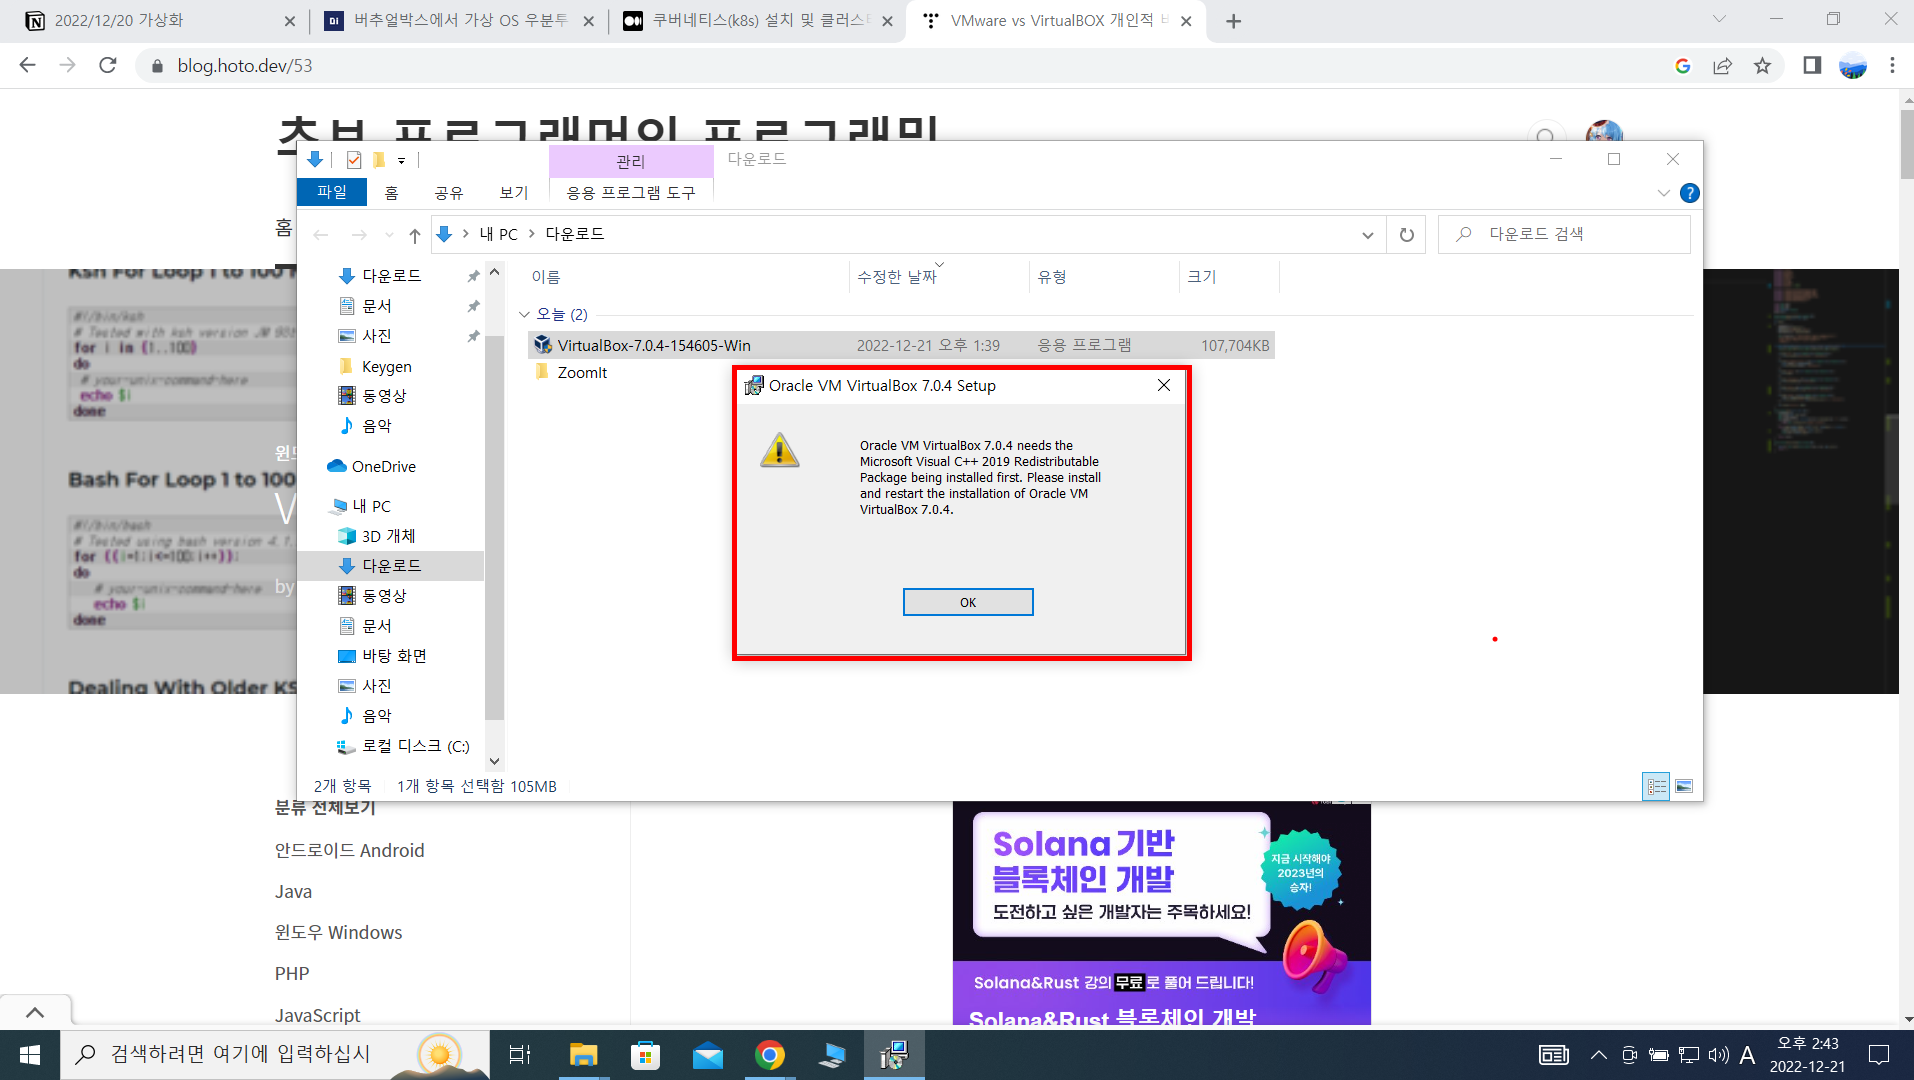 2022/12/20 가상화
버추얼박스에서 가상 OS 우분투
쿠버네티스(k8s) 설치 및 클러스터
VMware vs VirtualBOX 개인적
blog.hoto.dev/53
초보 프로그래머의 프로그래밍
관리
다운로드
파일
홈
공유
보기
응용 프로그램 도구
홈
내 PC
다운로드
다운로드 검색
Ksh For Loop 1 to 100
#!/bin/ksh
# Tested with ksh version JM 93t
for i in {1..100}
do
# your-unix-command-here
echo $i
done
Bash For Loop 1 to 100
#!/bin/bash
# Tested using bash version 4.1.
for ((i=1;i<=100;i++));
do
# your-unix-command-here
echo $i
done
Dealing With Older KS
V
by
다운로드
문서
사진
Keygen
동영상
음악
OneDrive
내 PC
3D 개체
다운로드
동영상
문서
바탕 화면
사진
음악
로컬 디스크 (C:)
이름
수정한 날짜
유형
크기
오늘 (2)
VirtualBox-7.0.4-154605-Win
2022-12-21 오후 1:39
응용 프로그램
107,704KB
ZoomIt
Oracle VM VirtualBox 7.0.4 Setup
Oracle VM VirtualBox 7.0.4 needs the
Microsoft Visual C++ 2019 Redistributable
Package being installed first. Please install
and restart the installation of Oracle VM
VirtualBox 7.0.4.
OK
2개 항목
1개 항목 선택함 105MB
분류 전체보기
안드로이드 Android
Java
윈도우 Windows
PHP
JavaScript
Solana 기반
블록체인 개발
도전하고 싶은 개발자는 주목하세요!
지금 시작해야
2023년의
승자!
Solana&Rust 강의 무료로 풀어 드립니다!
Solana&Rust 블록체인 개발
검색하려면 여기에 입력하십시
A
오후 2:43
2022-12-21